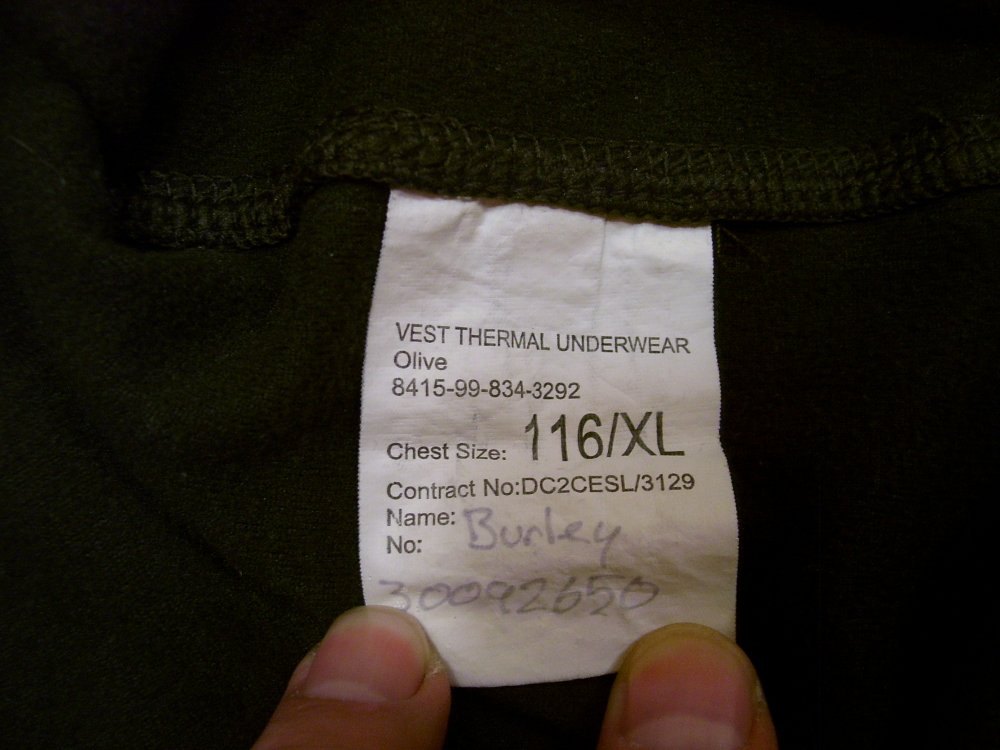 VEST THERMAL UNDERWEAR
Olive
8415-99-834-3292
Chest Size: 116/XL
Contract No:DC2CESL/3129
Name: Burley
No:
30092650